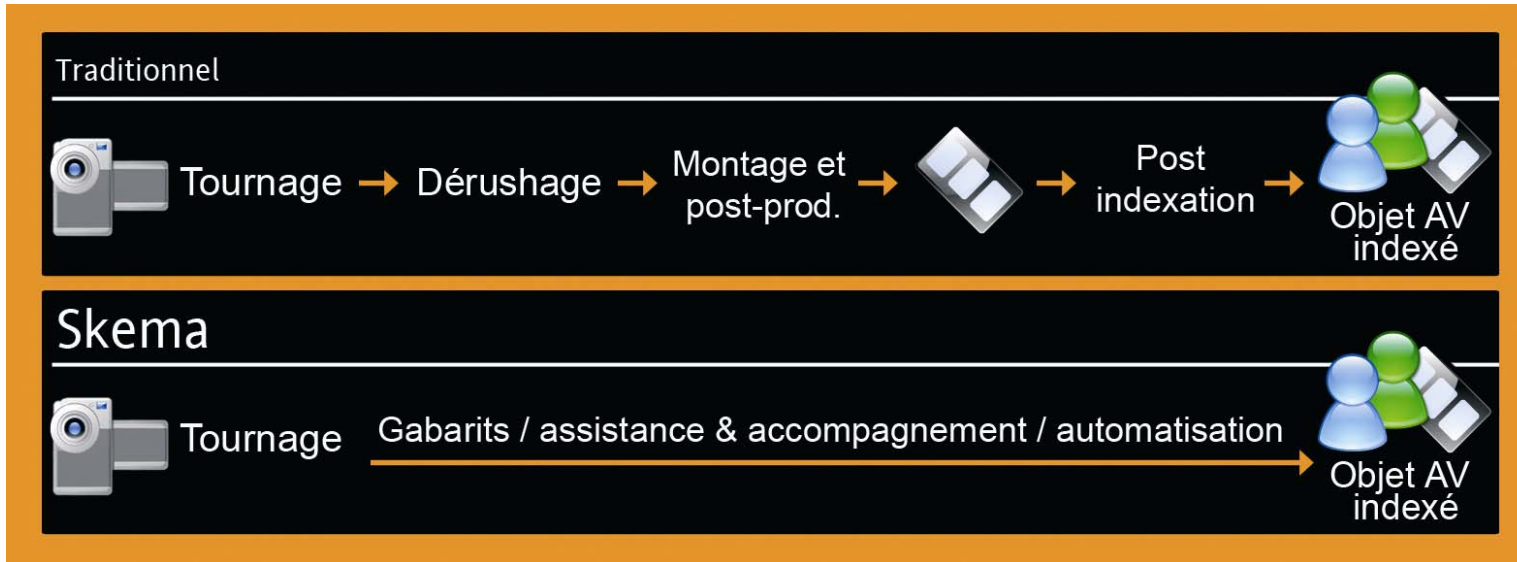 Traditionnel
Tournage
Dérushage
Montage et
post-prod.
Post
indexation
Objet AV
indexé
Skema
Tournage
Gabarits / assistance & accompagnement / automatisation
Objet AV
indexé